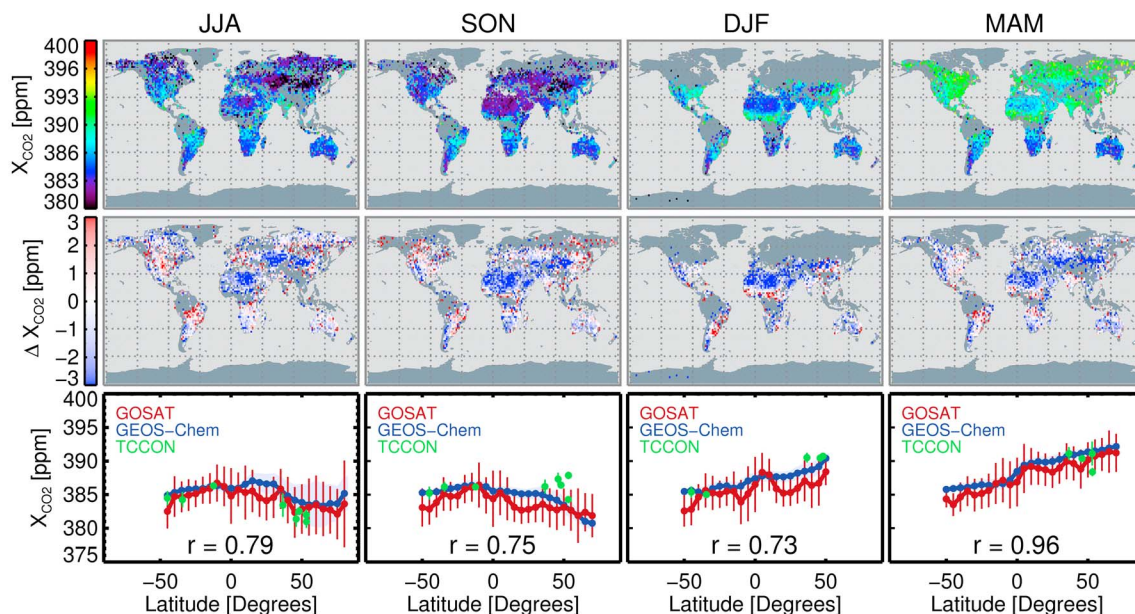 JJA SON DJF MAM
X_CO2 [ppm]
400
396
393
390
386
383
380
Δ X_CO2 [ppm]
3
2
1
0
-1
-2
-3
X_CO2 [ppm]
400
395
390
385
380
375
GOSAT
GEOS-Chem
TCCON
r = 0.79
GOSAT
GEOS-Chem
TCCON
r = 0.75
GOSAT
GEOS-Chem
TCCON
r = 0.73
GOSAT
GEOS-Chem
TCCON
r = 0.96
-50 0 50 -50 0 50 -50 0 50 -50 0 50
Latitude [Degrees] Latitude [Degrees] Latitude [Degrees] Latitude [Degrees]